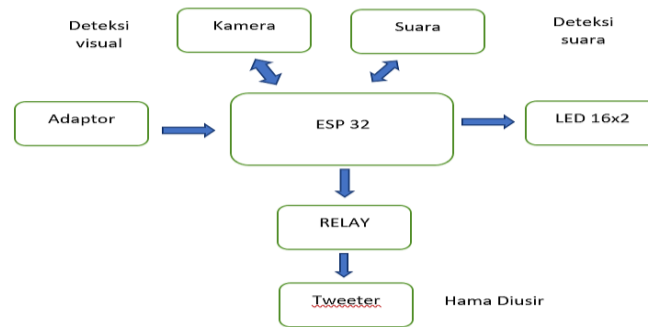 Deteksi
visual
Kamera
Suara
Deteksi
suara
Adaptor
ESP 32
LED 16x2
RELAY
Tweeter
Hama Diusir